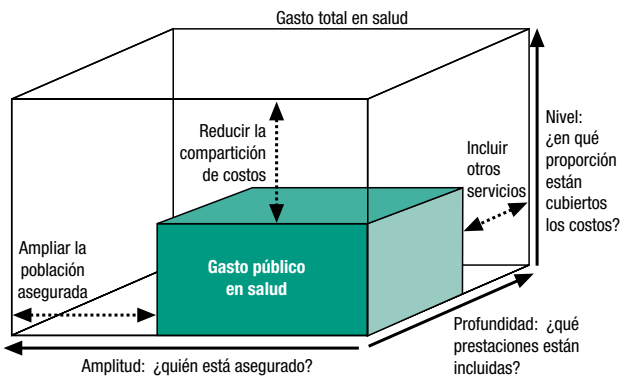 Gasto total en salud
Reducir la
compartición
de costos
Incluir
otros
servicios
Nivel:
¿en qué
proporción
están
cubiertos
los costos?
Ampliar la
población
asegurada
Gasto público
en salud
Profundidad: ¿qué
prestaciones están
incluidas?
Amplitud: ¿quién está asegurado?